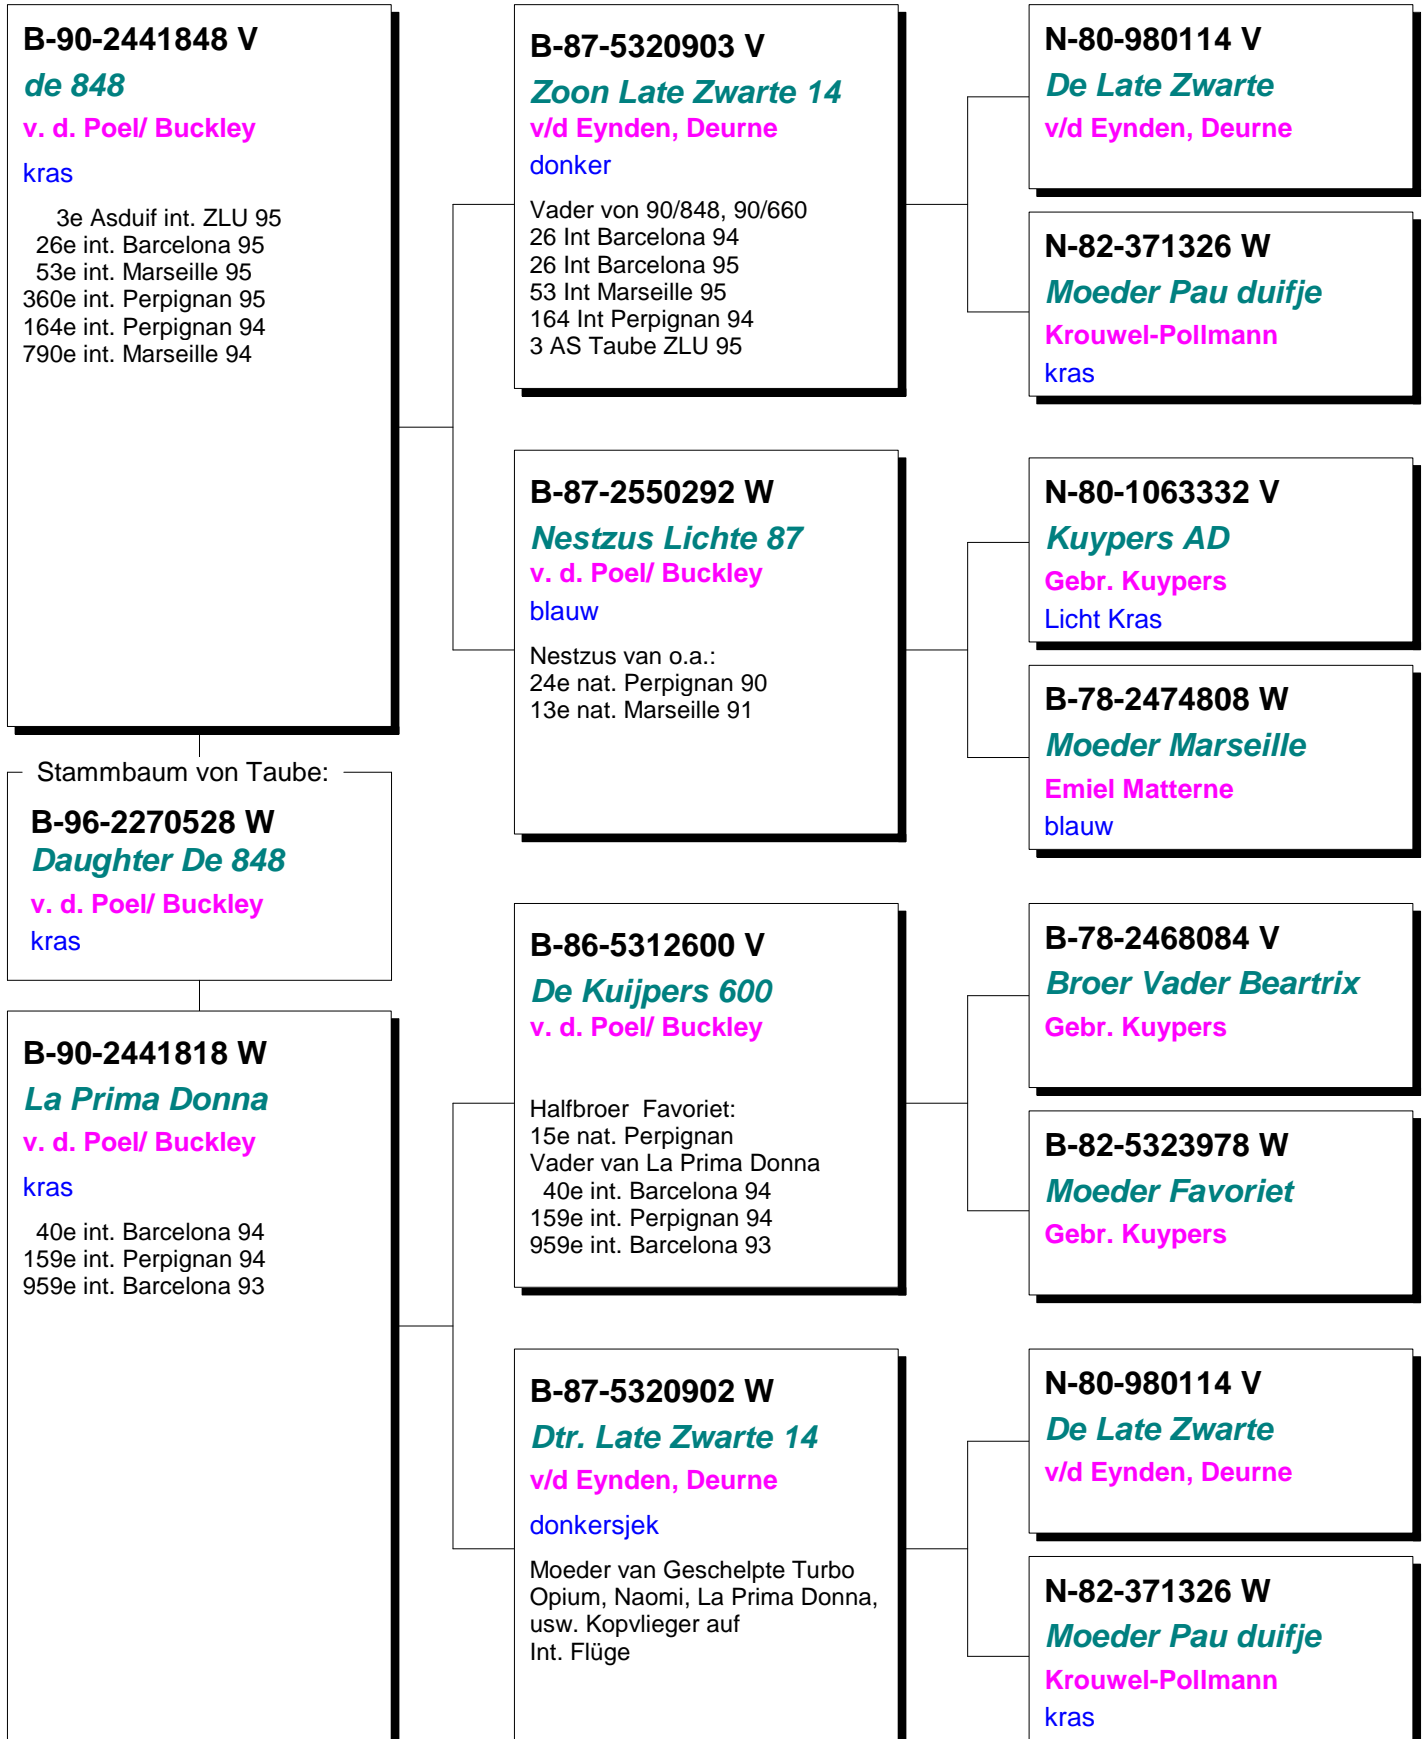 B-90-2441848 V
de 848
v. d. Poel/ Buckley
kras
3e Asduif int. ZLU 95
26e int. Barcelona 95
53e int. Marseille 95
360e int. Perpignan 95
164e int. Perpignan 94
790e int. Marseille 94
Stammbaum von Taube:
B-96-2270528 W
Daughter De 848
v. d. Poel/ Buckley
kras
B-90-2441818 W
La Prima Donna
v. d. Poel/ Buckley
kras
40e int. Barcelona 94
159e int. Perpignan 94
959e int. Barcelona 93
B-87-5320903 V
Zoon Late Zwarte 14
v/d Eynden, Deurne
donker
Vader von 90/848, 90/660
26 Int Barcelona 94
26 Int Barcelona 95
53 Int Marseille 95
164 Int Perpignan 94
3 AS Taube ZLU 95
B-87-2550292 W
Nestzus Lichte 87
v. d. Poel/ Buckley
blauw
Nestzus van o.a.:
24e nat. Perpignan 90
13e nat. Marseille 91
B-86-5312600 V
De Kuijpers 600
v. d. Poel/ Buckley
Halfbroer Favoriet:
15e nat. Perpignan
Vader van La Prima Donna
40e int. Barcelona 94
159e int. Perpignan 94
959e int. Barcelona 93
B-87-5320902 W
Dtr. Late Zwarte 14
v/d Eynden, Deurne
donkersjek
Moeder van Geschelpte Turbo
Opium, Naomi, La Prima Donna,
usw. Kopvlieger auf
Int. Flüge
N-80-980114 V
De Late Zwarte
v/d Eynden, Deurne
N-82-371326 W
Moeder Pau duifje
Krouwel-Pollmann
kras
N-80-1063332 V
Kuypers AD
Gebr. Kuypers
Licht Kras
B-78-2474808 W
Moeder Marseille
Emiel Matterne
blauw
B-78-2468084 V
Broer Vader Beartrix
Gebr. Kuypers
B-82-5323978 W
Moeder Favoriet
Gebr. Kuypers
N-80-980114 V
De Late Zwarte
v/d Eynden, Deurne
N-82-371326 W
Moeder Pau duifje
Krouwel-Pollmann
kras